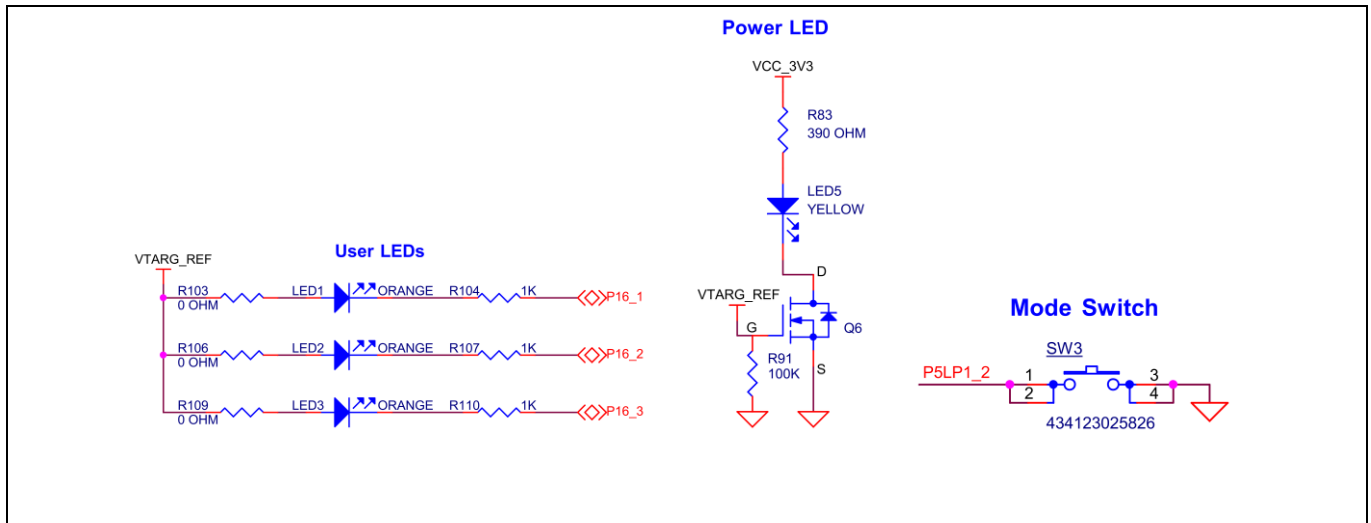 Power LED
VCC_3V3
R83
390 OHM
LED5
YELLOW
D
VTARG_REF
G
Q6
R91
100K
S
User LEDs
VTARG_REF
R103 LED1 ORANGE R104 1K P16_1
0 OHM
R106 LED2 ORANGE R107 1K P16_2
0 OHM
R109 LED3 ORANGE R110 1K P16_3
0 OHM
Mode Switch
SW3
P5LP1_2 1 3
2 4
434123025826